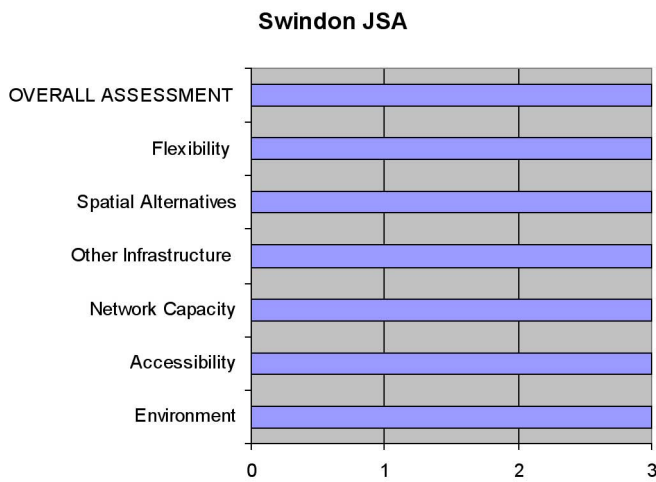 Swindon JSA
OVERALL ASSESSMENT
Flexibility
Spatial Alternatives
Other Infrastructure
Network Capacity
Accessibility
Environment
0 1 2 3